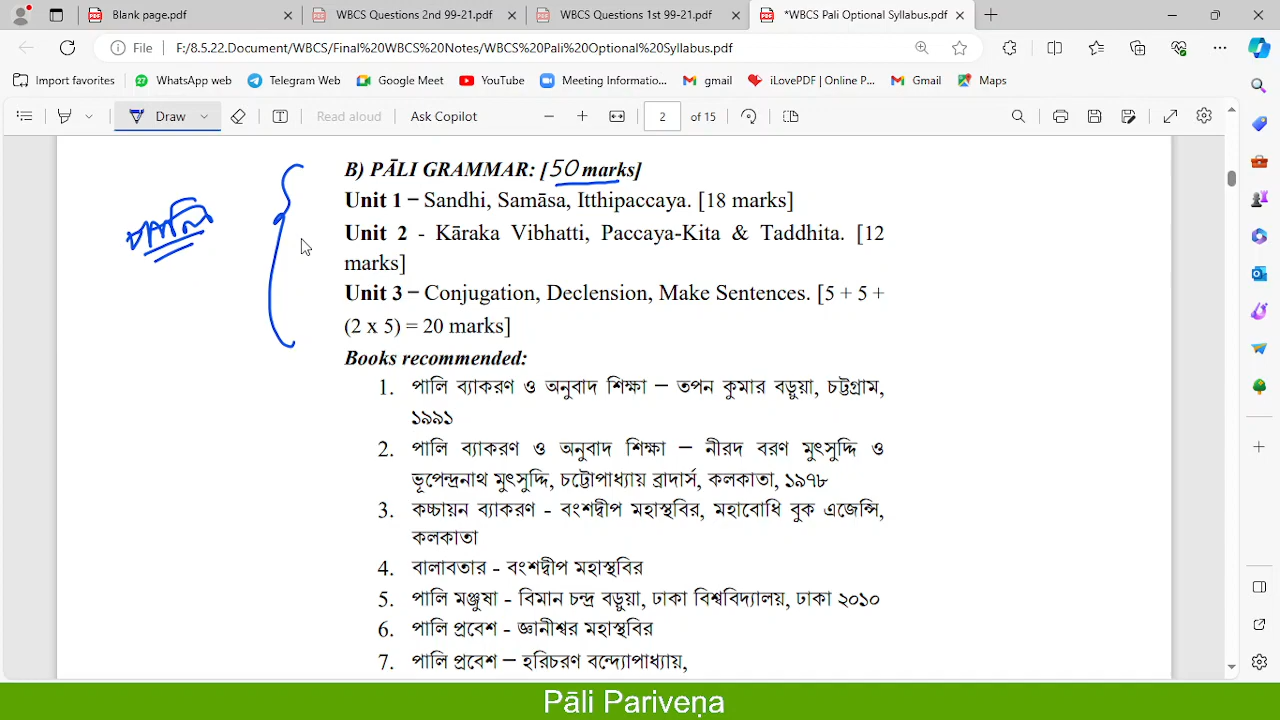 Blank page.pdf
WBCS Questions 2nd 99-21.pdf
WBCS Questions 1st 99-21.pdf
*WBCS Pali Optional Syllabus.pdf
File
F:/8.5.22.Document/WBCS/Final%20WBCS%20Notes/WBCS%20Pali%20Optional%20Syllabus.pdf
Import favorites
WhatsApp web
Telegram Web
Google Meet
YouTube
Meeting Informatio...
gmail
iLovePDF | Online P...
Gmail
Maps
Draw
Read aloud
Ask Copilot
2 of 15
B) PĀLI GRAMMAR: [50 marks]
Unit 1 – Sandhi, Samāsa, Itthipaccaya. [18 marks]
Unit 2 - Kāraka Vibhatti, Paccaya-Kita & Taddhita. [12
marks]
Unit 3 – Conjugation, Declension, Make Sentences. [5 + 5 +
(2 x 5) = 20 marks]
Books recommended:
1. পালি ব্যাকরণ ও অনুবাদ শিক্ষা – তপন কুমার বড়ুয়া, চট্টগ্রাম,
১৯৯১
2. পালি ব্যাকরণ ও অনুবাদ শিক্ষা – নীরদ বরণ মুৎসুদ্দি ও
ভূপেন্দ্রনাথ মুৎসুদ্দি, চট্টোপাধ্যায় ব্রাদার্স, কলকাতা, ১৯৭৮
3. কচ্চায়ন ব্যাকরণ - বংশদ্বীপ মহাস্থবির, মহাবোধি বুক এজেন্সি,
কলকাতা
4. বালাবতার - বংশদ্বীপ মহাস্থবির
5. পালি মঞ্জুষা - বিমান চন্দ্র বড়ুয়া, ঢাকা বিশ্ববিদ্যালয়, ঢাকা ২০১০
6. পালি প্রবেশ - জ্ঞানীশ্বর মহাস্থবির
7. পালি প্রবেশ – হরিচরণ বন্দ্যোপাধ্যায়,
Pāli Pariveṇa